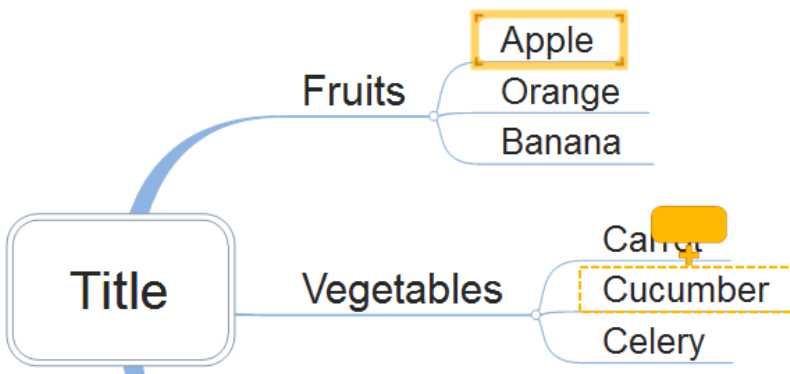 Apple
Fruits
Orange
Banana
Title
Vegetables
Carrot
Cucumber
Celery